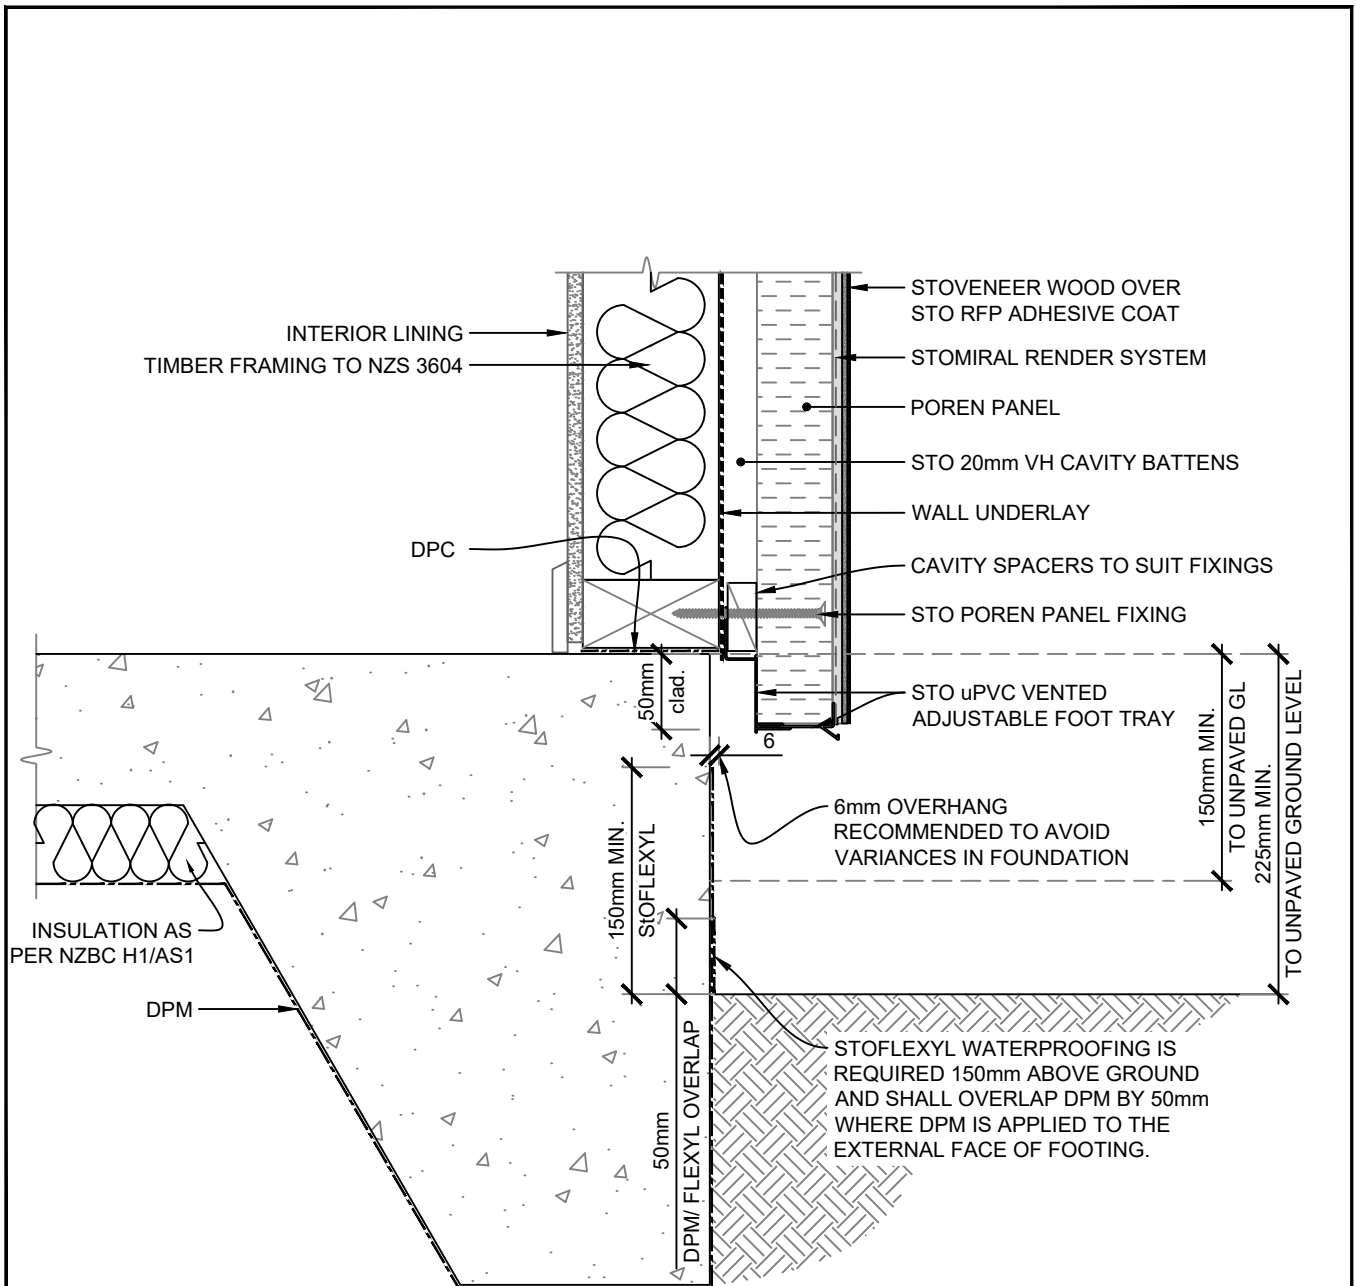 STOVENEER WOOD OVER
STO RFP ADHESIVE COAT
INTERIOR LINING
TIMBER FRAMING TO NZS 3604
STOMIRAL RENDER SYSTEM
POREN PANEL
STO 20mm VH CAVITY BATTENS
WALL UNDERLAY
DPC
CAVITY SPACERS TO SUIT FIXINGS
STO POREN PANEL FIXING
50mm
clad.
STO uPVC VENTED
ADJUSTABLE FOOT TRAY
6
150mm MIN.
TO UNPAVED GL
225mm MIN.
TO UNPAVED GROUND LEVEL
6mm OVERHANG
RECOMMENDED TO AVOID
VARIANCES IN FOUNDATION
150mm MIN.
StOFLEXYL
INSULATION AS
PER NZBC H1/AS1
DPM
50mm
DPM/ FLEXYL OVERLAP
STOFLEXYL WATERPROOFING IS
REQUIRED 150mm ABOVE GROUND
AND SHALL OVERLAP DPM BY 50mm
WHERE DPM IS APPLIED TO THE
EXTERNAL FACE OF FOOTING.